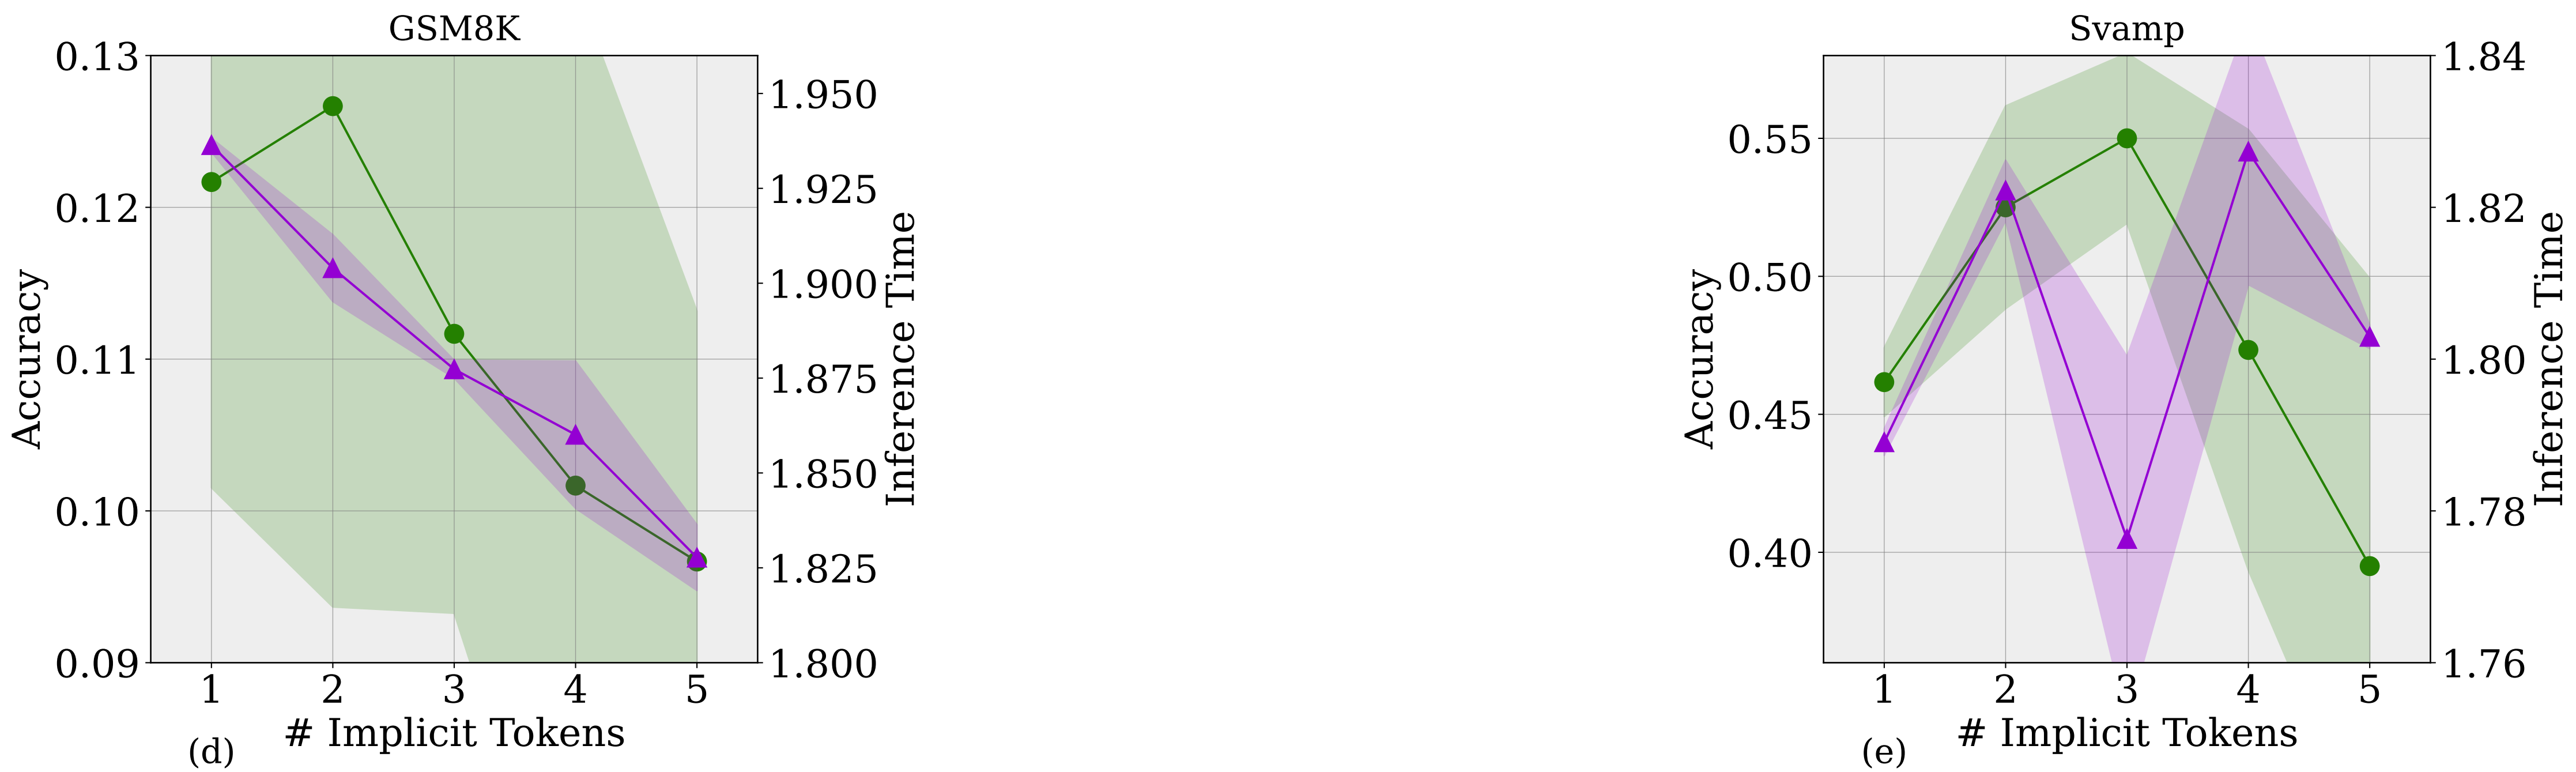 GSM8K
0.13
0.12
0.11
0.10
0.09
Accuracy
1.950
1.925
1.900
1.875
1.850
1.825
1.800
Inference Time
1 2 3 4 5
# Implicit Tokens
(d)
Svamp
0.55
0.50
0.45
0.40
Accuracy
1.84
1.82
1.80
1.78
1.76
Inference Time
1 2 3 4 5
# Implicit Tokens
(e)